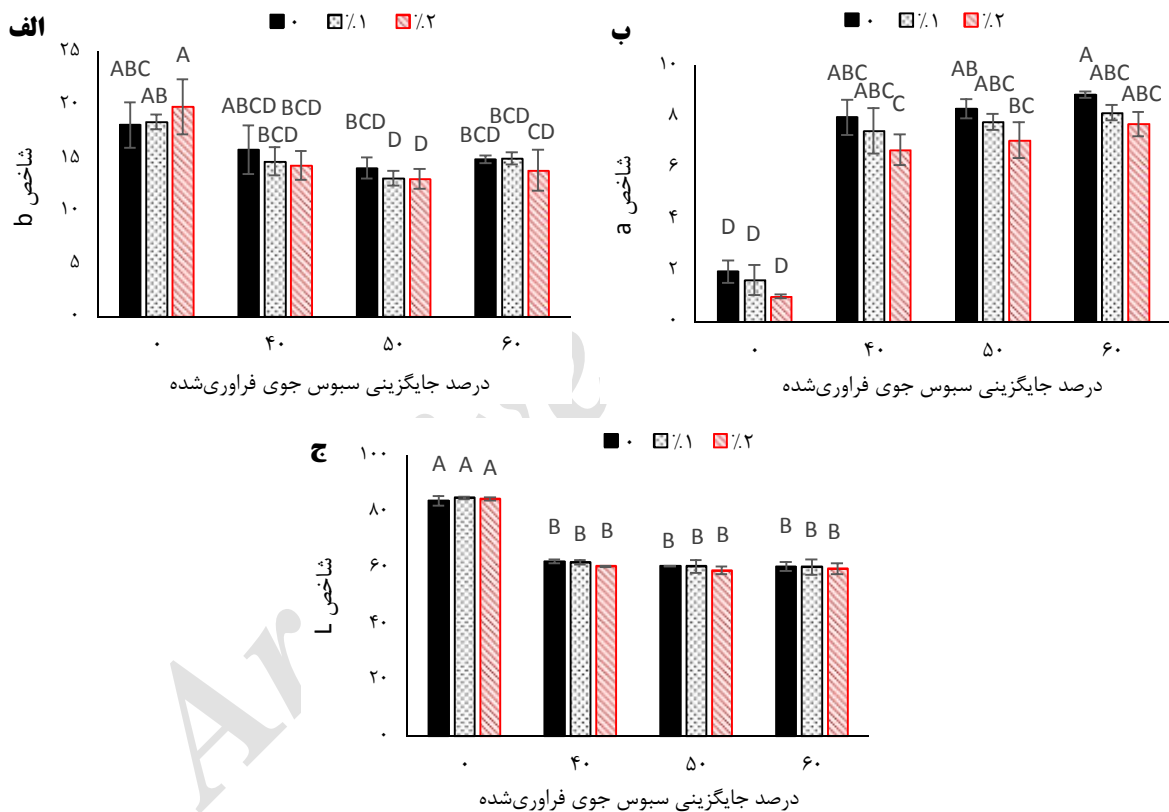 الف
۰ ٪۱ ٪۲
۲۵
۲۰
۱۵
۱۰
۵
۰
شاخص b
ABC AB A
ABCD BCD BCD
BCD D D
BCD BCD CD
۰ ۴۰ ۵۰ ۶۰
درصد جایگزینی سبوس جوی فراوری‌شده
ب
۰ ٪۱ ٪۲
۱۰
۸
۶
۴
۲
۰
شاخص a
D D D
ABC ABC C
AB ABC BC
A ABC ABC
۰ ۴۰ ۵۰ ۶۰
درصد جایگزینی سبوس جوی فراوری‌شده
ج
۰ ٪۱ ٪۲
۱۰۰
۸۰
۶۰
۴۰
۲۰
۰
شاخص L
A A A
B B B
B B B
B B B
۰ ۴۰ ۵۰ ۶۰
درصد جایگزینی سبوس جوی فراوری‌شده